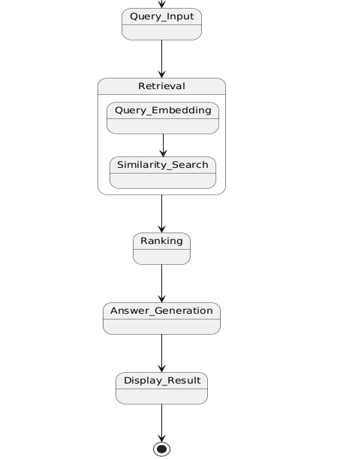 Query_Input
Retrieval
Query_Embedding
Similarity_Search
Ranking
Answer_Generation
Display_Result